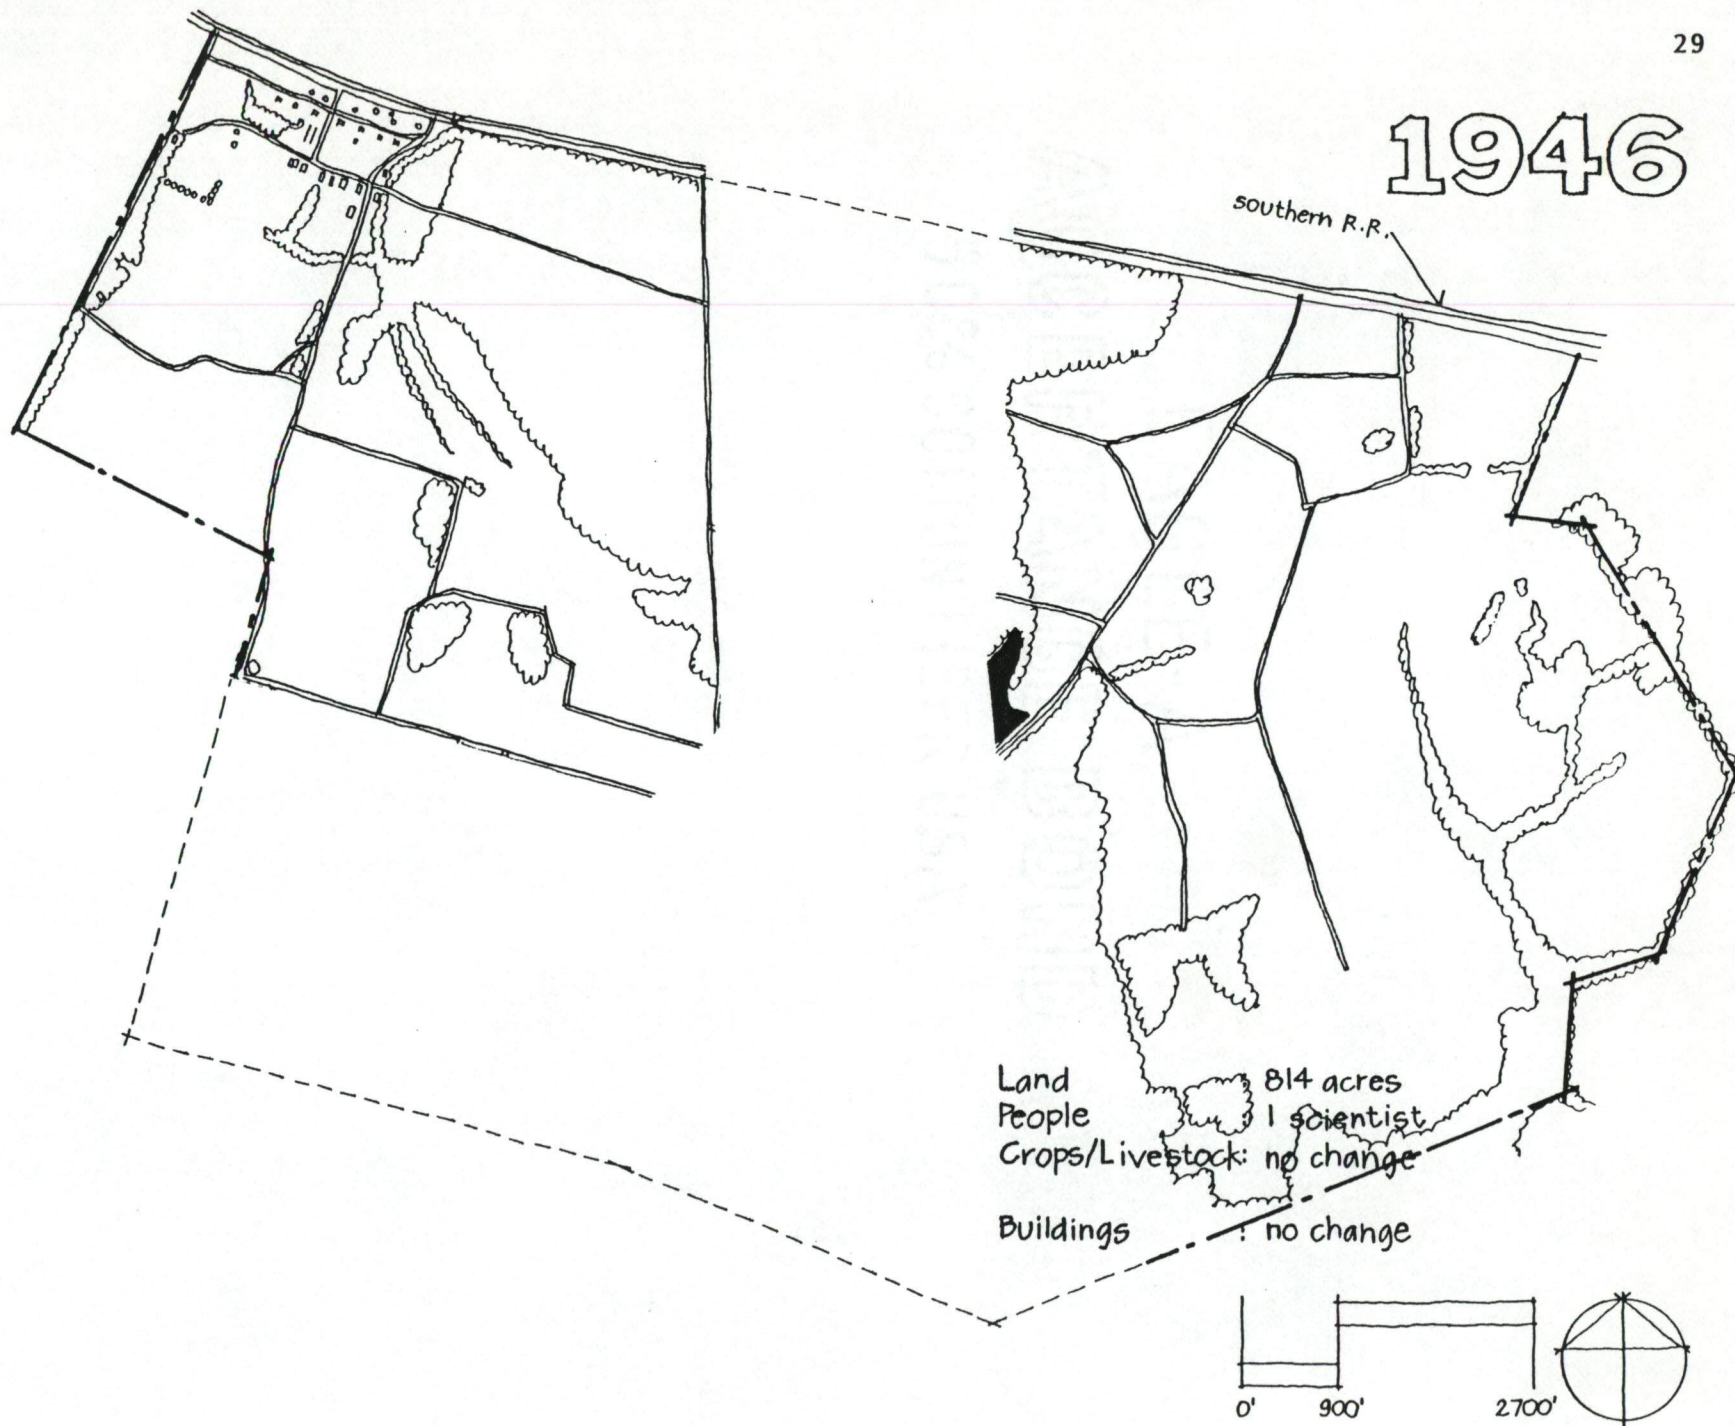 29
1946
southern R.R.
Land : 814 acres
People : 1 scientist
Crops/Livestock: no change
Buildings : no change
0' 900' 2700'